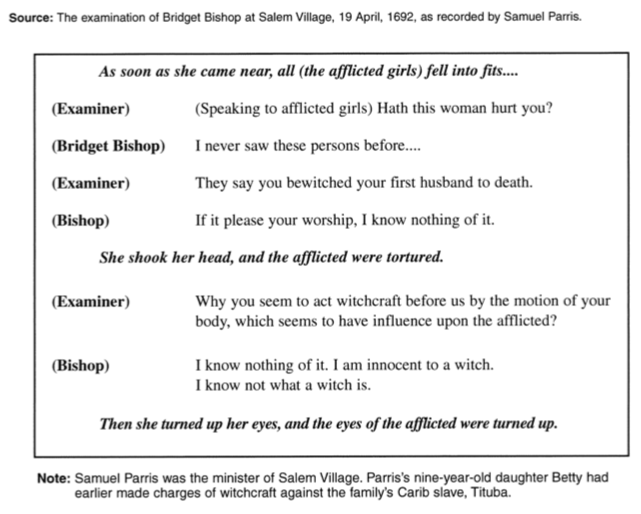 Source: The examination of Bridget Bishop at Salem Village, 19 April, 1692, as recorded by Samuel Parris.
As soon as she came near, all (the afflicted girls) fell into fits....
(Examiner) (Speaking to afflicted girls) Hath this woman hurt you?
(Bridget Bishop) I never saw these persons before....
(Examiner) They say you bewitched your first husband to death.
(Bishop) If it please your worship, I know nothing of it.
She shook her head, and the afflicted were tortured.
(Examiner) Why you seem to act witchcraft before us by the motion of your
body, which seems to have influence upon the afflicted?
(Bishop) I know nothing of it. I am innocent to a witch.
I know not what a witch is.
Then she turned up her eyes, and the eyes of the afflicted were turned up.
Note: Samuel Parris was the minister of Salem Village. Parris's nine-year-old daughter Betty had
earlier made charges of witchcraft against the family's Carib slave, Tituba.